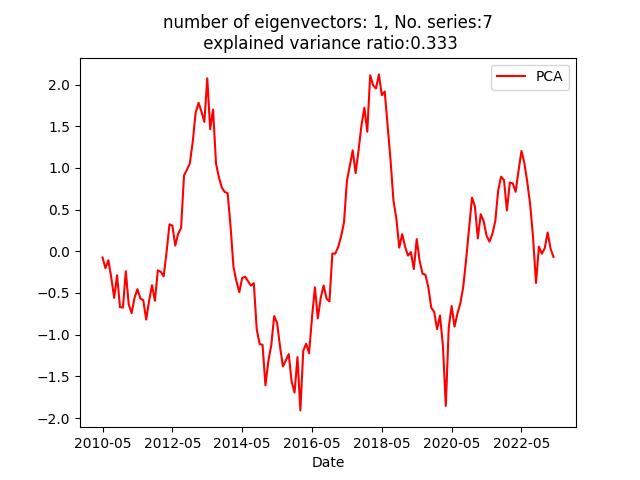 number of eigenvectors: 1, No. series:7
explained variance ratio:0.333
PCA
2.0
1.5
1.0
0.5
0.0
−0.5
−1.0
−1.5
−2.0
2010-05 2012-05 2014-05 2016-05 2018-05 2020-05 2022-05
Date